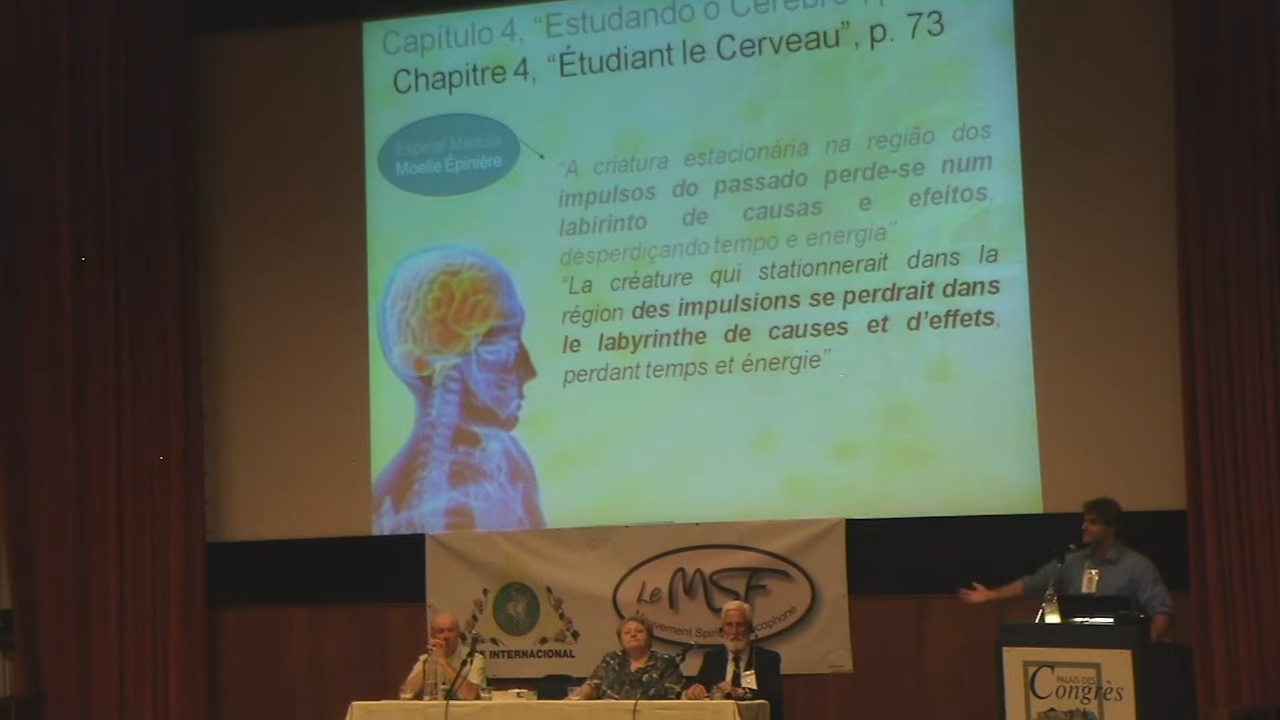 Capítulo 4, "Estudando o Cérebro",
Chapitre 4, "Étudiant le Cerveau", p. 73
Espinal Medula
Moelle Épinière
"A criatura estacionária na região dos
impulsos do passado perde-se num
labirinto de causas e efeitos,
desperdiçando tempo e energia"
"La créature qui stationnerait dans la
région des impulsions se perdrait dans
le labyrinthe de causes et d'effets,
perdant temps et énergie"
Le MSF
INTERNACIONAL
PALAIS DES
Congrès